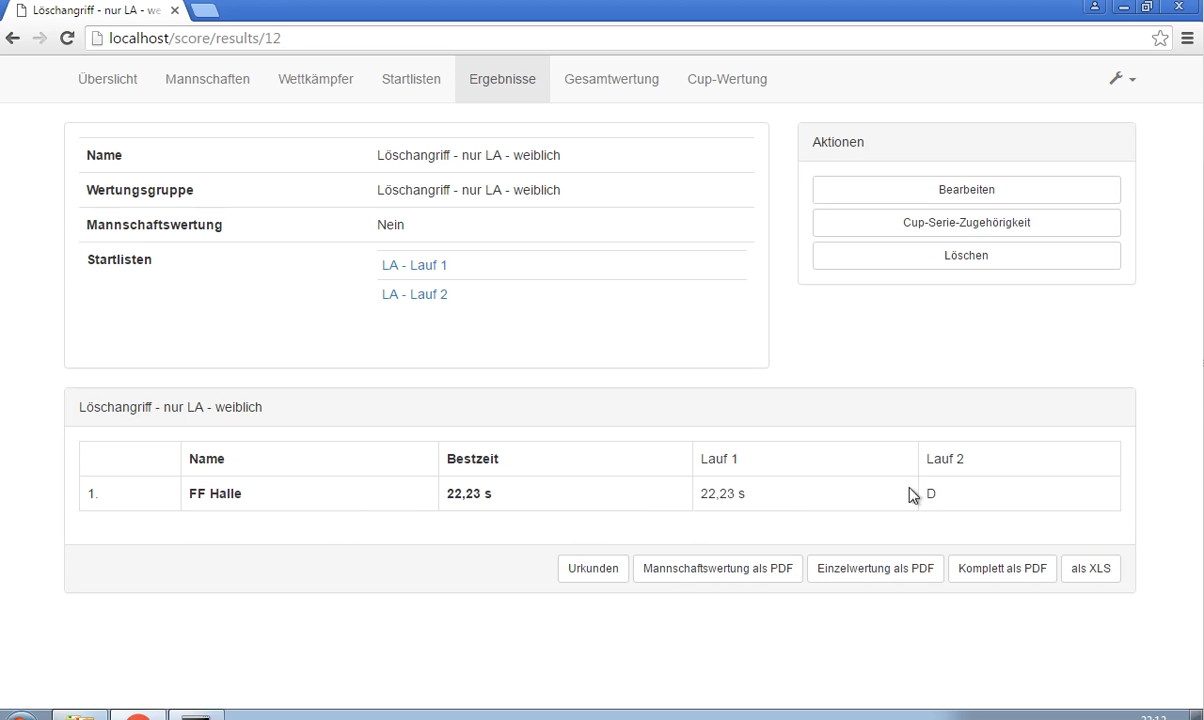 Löschangriff - nur LA - we
localhost/score/results/12
Übersicht Mannschaften Wettkämpfer Startlisten Ergebnisse Gesamtwertung Cup-Wertung
Name Löschangriff - nur LA - weiblich
Wertungsgruppe Löschangriff - nur LA - weiblich
Mannschaftswertung Nein
Startlisten LA - Lauf 1
LA - Lauf 2
Aktionen
Bearbeiten
Cup-Serie-Zugehörigkeit
Löschen
Löschangriff - nur LA - weiblich
Name Bestzeit Lauf 1 Lauf 2
1. FF Halle 22,23 s 22,23 s D
Urkunden Mannschaftswertung als PDF Einzelwertung als PDF Komplett als PDF als XLS